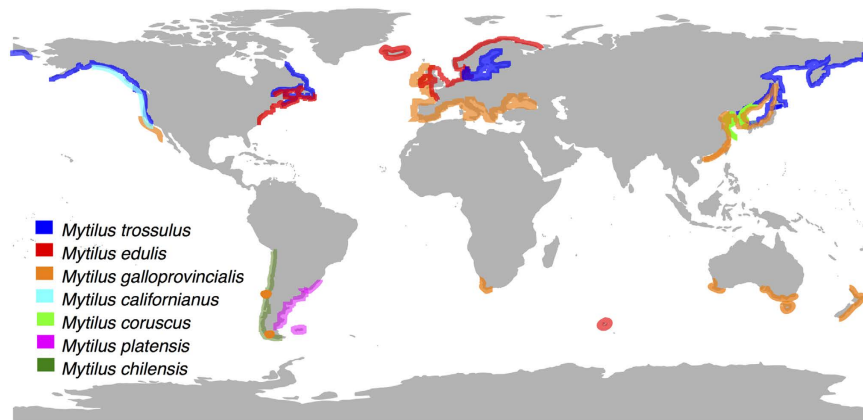 Mytilus trossulus
Mytilus edulis
Mytilus galloprovincialis
Mytilus californianus
Mytilus coruscus
Mytilus platensis
Mytilus chilensis